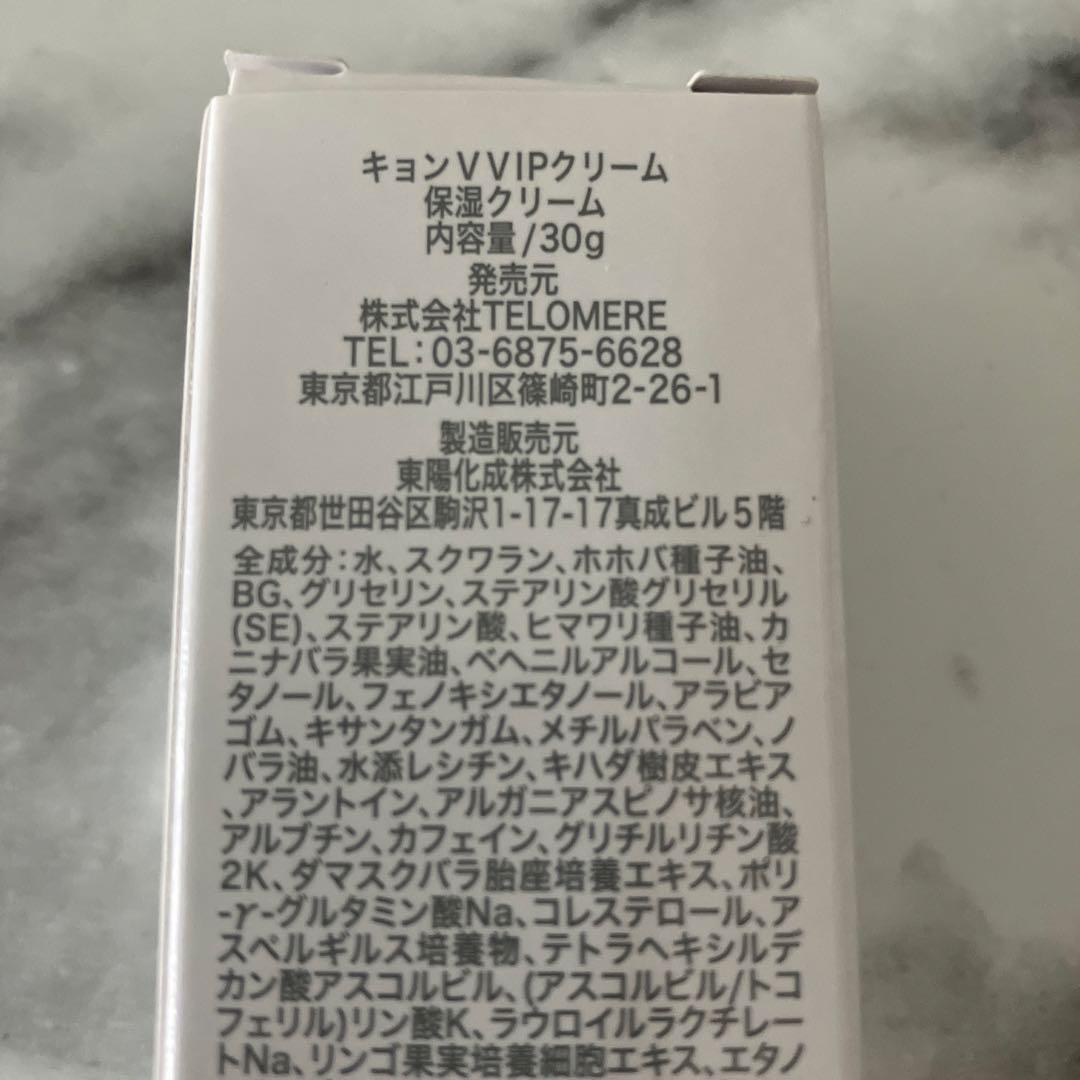 キョンVVIPクリーム
保湿クリーム
内容量/30g
発売元
株式会社TELOMERE
TEL:03-6875-6628
東京都江戸川区篠崎町2-26-1
製造販売元
東陽化成株式会社
東京都世田谷区駒沢1-17-17真成ビル5階
全成分:水、スクワラン、ホホバ種子油、
BG、グリセリン、ステアリン酸グリセリル
(SE)、ステアリン酸、ヒマワリ種子油、カ
ニナバラ果実油、ベヘニルアルコール、セ
タノール、フェノキシエタノール、アラビア
ゴム、キサンタンガム、メチルパラベン、ノ
バラ油、水添レシチン、キハダ樹皮エキス
、アラントイン、アルガニアスピノサ核油、
アルブチン、カフェイン、グリチルリチン酸
2K、ダマスクバラ胎座培養エキス、ポリ
-γ-グルタミン酸Na、コレステロール、ア
スペルギルス培養物、テトラヘキシルデ
カン酸アスコルビル、(アスコルビル/トコ
フェリル)リン酸K、ラウロイルラクチレー
トNa、リンゴ果実培養細胞エキス、エタノ